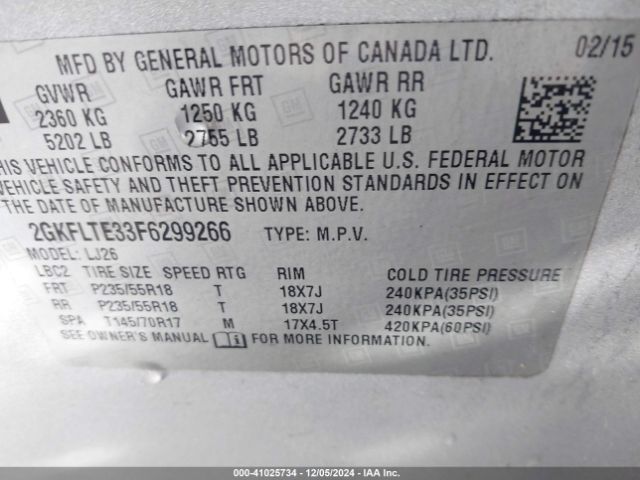 MFD BY GENERAL MOTORS OF CANADA LTD. 02/15
GVWR GAWR FRT GAWR RR
2360 KG 1250 KG 1240 KG
5202 LB 2755 LB 2733 LB
THIS VEHICLE CONFORMS TO ALL APPLICABLE U.S. FEDERAL MOTOR
VEHICLE SAFETY AND THEFT PREVENTION STANDARDS IN EFFECT ON
THE DATE OF MANUFACTURE SHOWN ABOVE.
2GKFLTE33F6299266 TYPE: M.P.V.
MODEL: LJ26
LBC2 TIRE SIZE SPEED RTG RIM COLD TIRE PRESSURE
FRT P235/55R18 T 18X7J 240KPA(35PSI)
RR P235/55R18 T 18X7J 240KPA(35PSI)
SPA T145/70R17 M 17X4.5T 420KPA(60PSI)
SEE OWNER'S MANUAL FOR MORE INFORMATION
GM
000-41025734 - 12/05/2024 - IAA Inc.